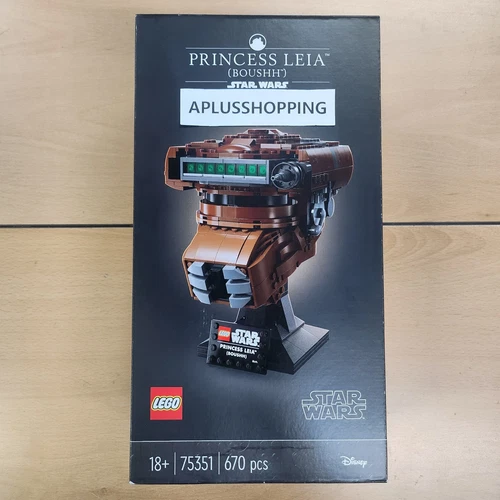 PRINCESS LEIA™
(BOUSHH™)
STAR WARS
APLUSSHOPPING
LEGO STAR WARS
PRINCESS LEIA™
(BOUSHH)
LEGO
STAR WARS
18+ 75351 670 pcs
Disney